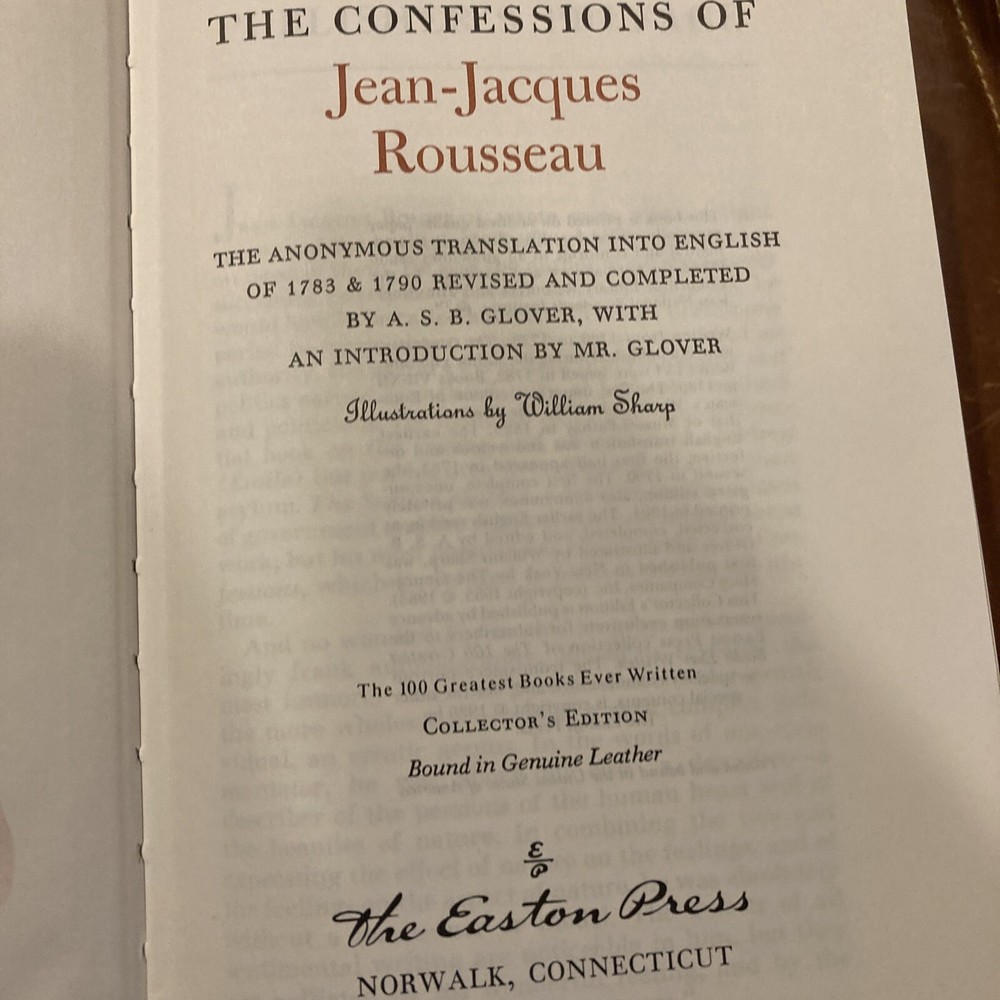 THE CONFESSIONS OF
Jean-Jacques
Rousseau
THE ANONYMOUS TRANSLATION INTO ENGLISH
OF 1783 & 1790 REVISED AND COMPLETED
BY A. S. B. GLOVER, WITH
AN INTRODUCTION BY MR. GLOVER
Illustrations by William Sharp
The 100 Greatest Books Ever Written
COLLECTOR'S EDITION
Bound in Genuine Leather
The Easton Press
NORWALK, CONNECTICUT